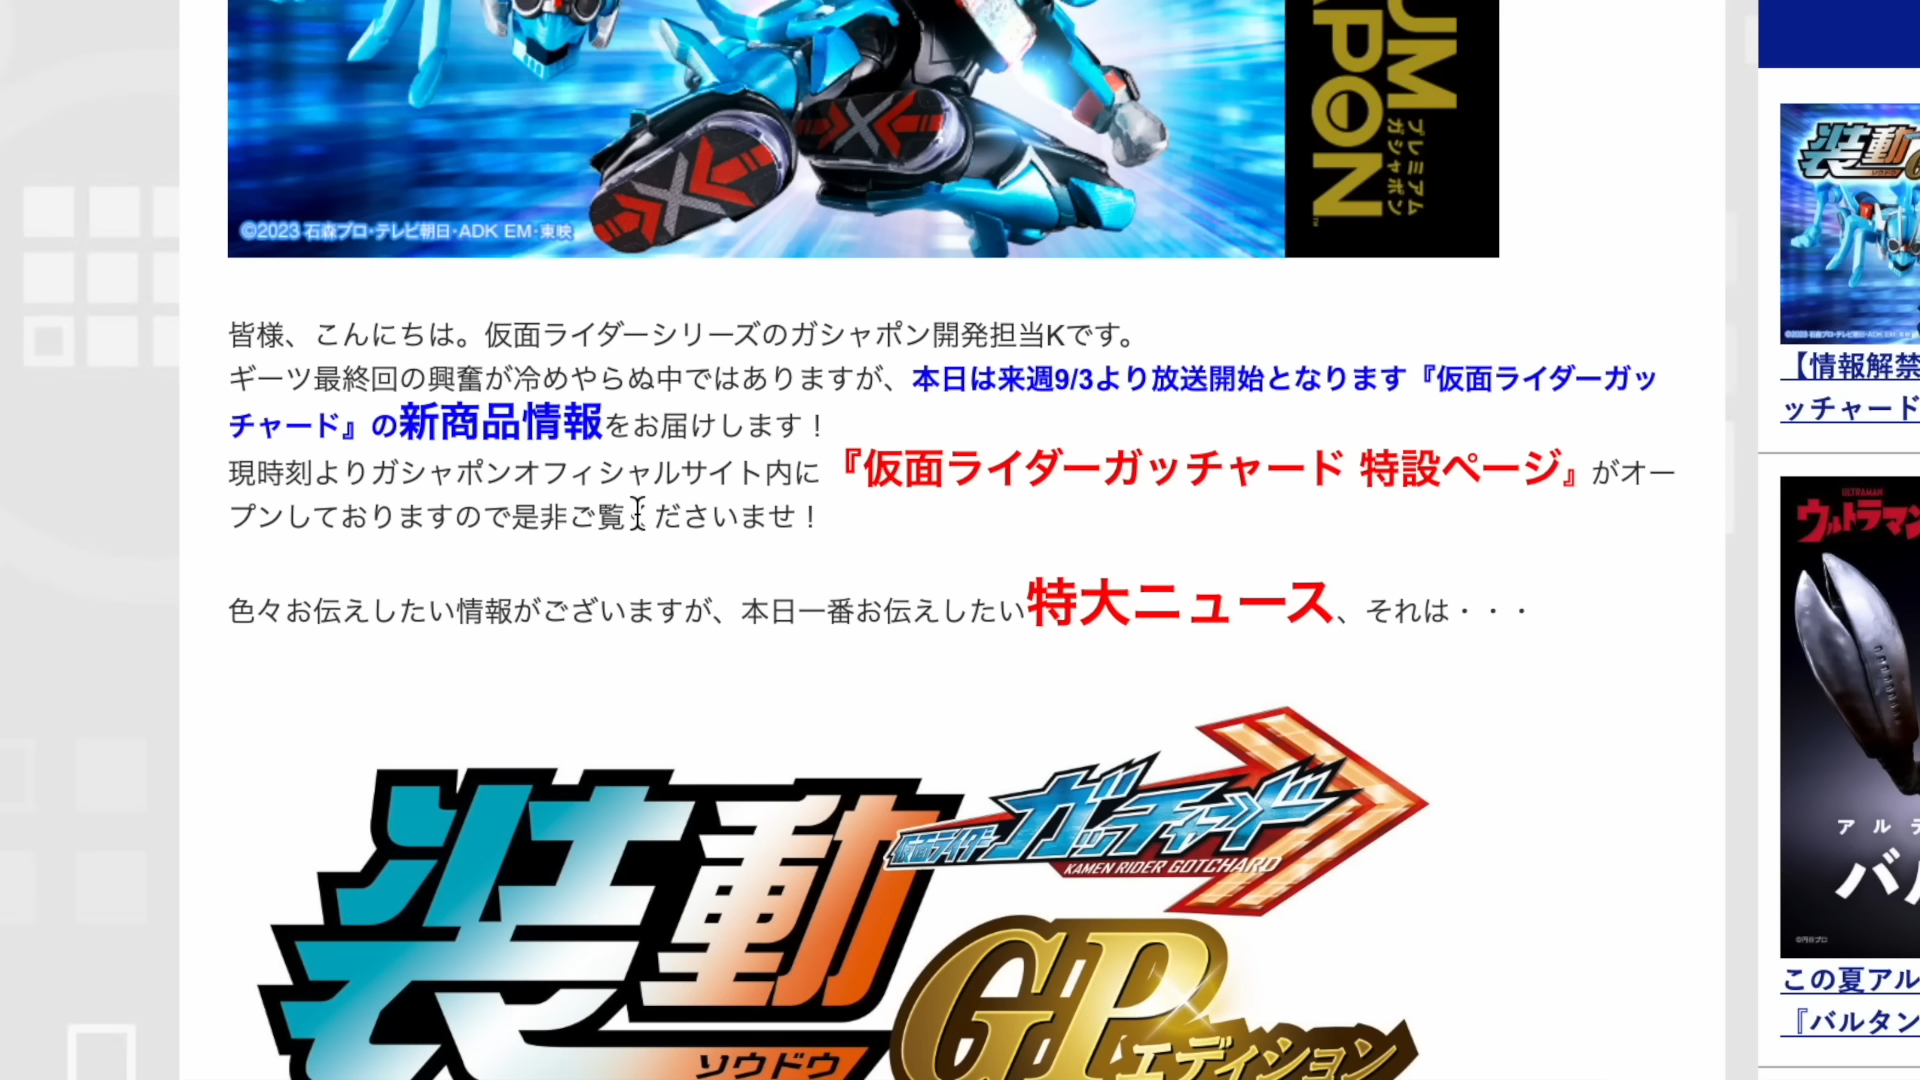 UM
APON
プレミアム
ガシャポン
©2023 石森プロ・テレビ朝日・ADK EM・東映
皆様、こんにちは。仮面ライダーシリーズのガシャポン開発担当Kです。
ギーツ最終回の興奮が冷めやらぬ中ではありますが、本日は来週9/3より放送開始となります『仮面ライダーガッ
チャード』の新商品情報をお届けします！
現時刻よりガシャポンオフィシャルサイト内に『仮面ライダーガッチャード 特設ページ』がオー
プンしておりますので是非ご覧くださいませ！
色々お伝えしたい情報がございますが、本日一番お伝えしたい特大ニュース、それは・・・
装動
ソウドウ
仮面ライダー
ガッチャード
KAMEN RIDER GOTCHARD
GP
エディション
装動
ソウドウ
【情報解禁
ッチャード
ULTRAMAN
ウルトラマン
アルテ
バル
©円谷プロ
この夏アル
『バルタン